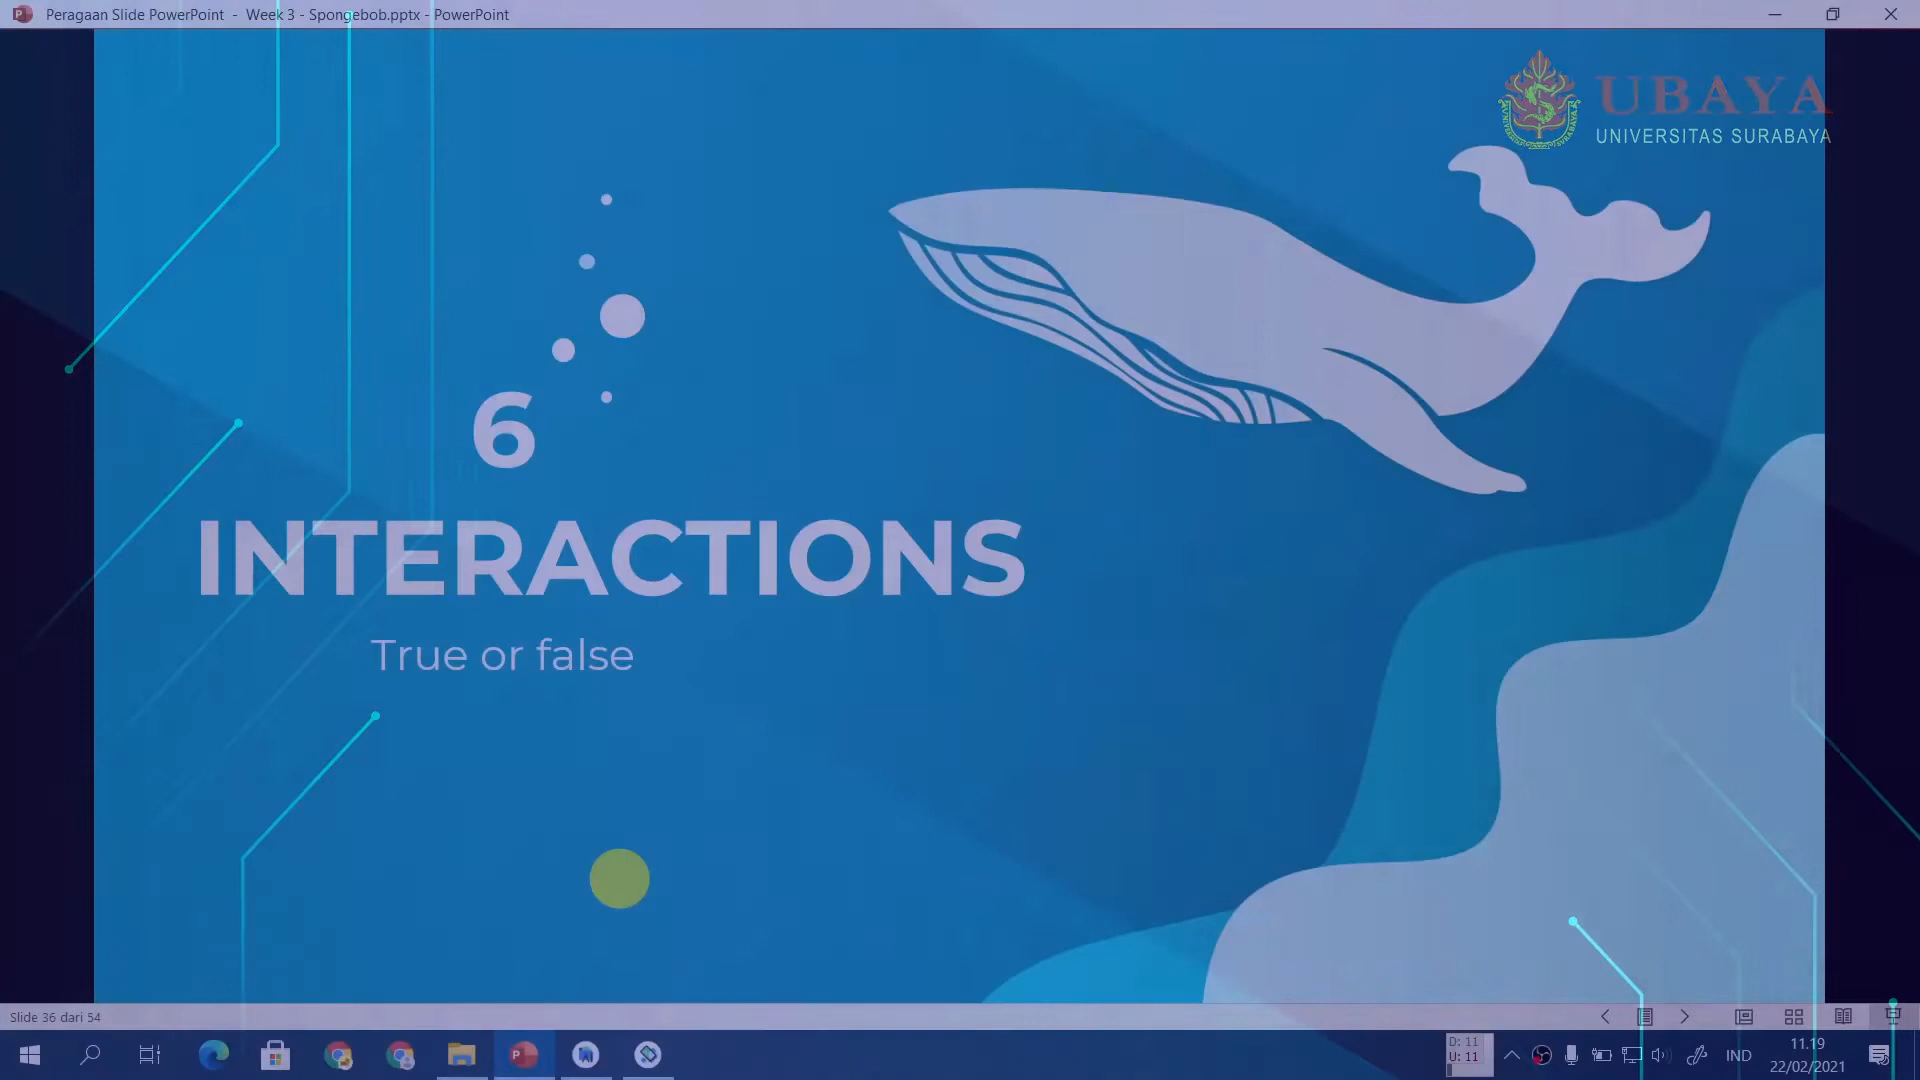 Peragaan Slide PowerPoint - Week 3 - Spongebob.pptx - PowerPoint
UBAYA
UNIVERSITAS SURABAYA
6
INTERACTIONS
True or false
Slide 36 dari 54
D: 11
U: 11
IND
11.19
22/02/2021